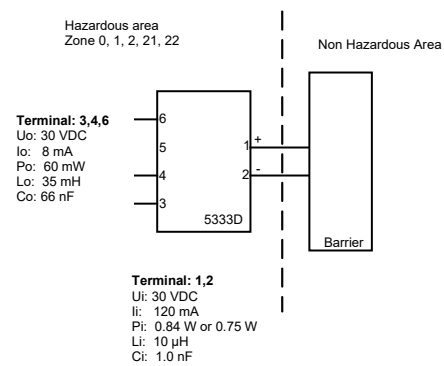 Hazardous area
Zone 0, 1, 2, 21, 22
Non Hazardous Area
Terminal: 3,4,6
Uo: 30 VDC
Io: 8 mA
Po: 60 mW
Lo: 35 mH
Co: 66 nF
6
5
4
3
1
+
2
-
5333D
Barrier
Terminal: 1,2
Ui: 30 VDC
Ii: 120 mA
Pi: 0.84 W or 0.75 W
Li: 10 µH
Ci: 1.0 nF